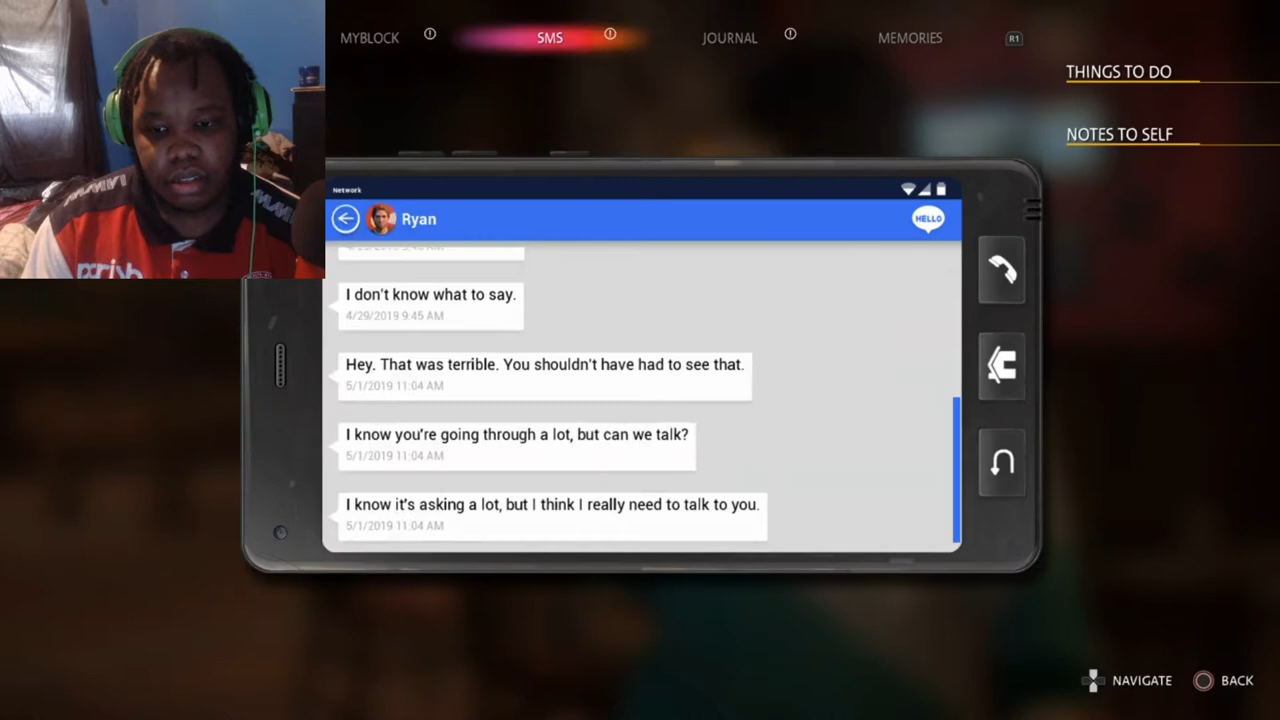 MYBLOCK
SMS
JOURNAL
MEMORIES
R1
THINGS TO DO
NOTES TO SELF
Network
Ryan
HELLO
I don't know what to say.
4/29/2019 9:45 AM
Hey. That was terrible. You shouldn't have had to see that.
5/1/2019 11:04 AM
I know you're going through a lot, but can we talk?
5/1/2019 11:04 AM
I know it's asking a lot, but I think I really need to talk to you.
5/1/2019 11:04 AM
NAVIGATE
BACK